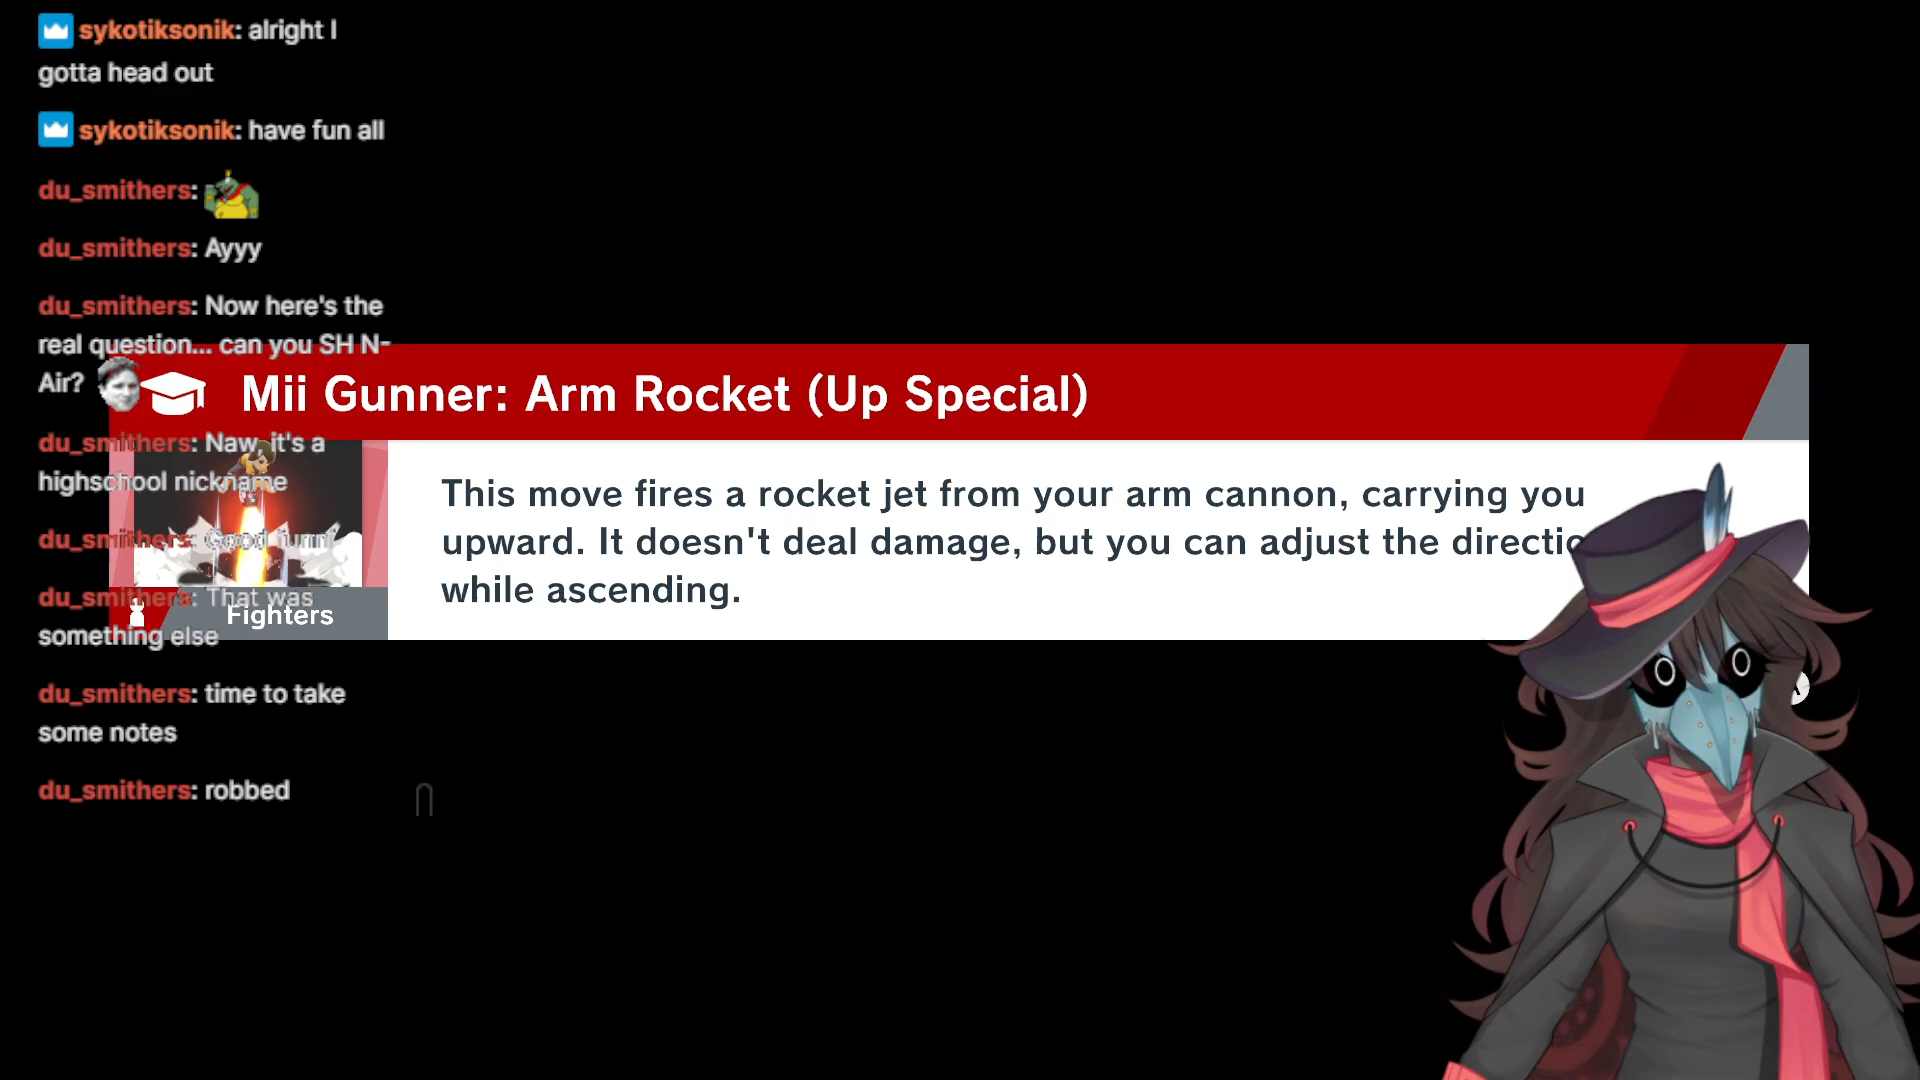 sykotiksonik: alright I
gotta head out
sykotiksonik: have fun all
du_smithers:
du_smithers: Ayyy
du_smithers: Now here's the
real question... can you SH N-
Air?
Mii Gunner: Arm Rocket (Up Special)
du_smithers: Naw, it's a
highschool nickname
This move fires a rocket jet from your arm cannon, carrying you
upward. It doesn't deal damage, but you can adjust the directio
while ascending.
du_smithers: Good
du_smithers: That was
something else
Fighters
du_smithers: time to take
some notes
du_smithers: robbed